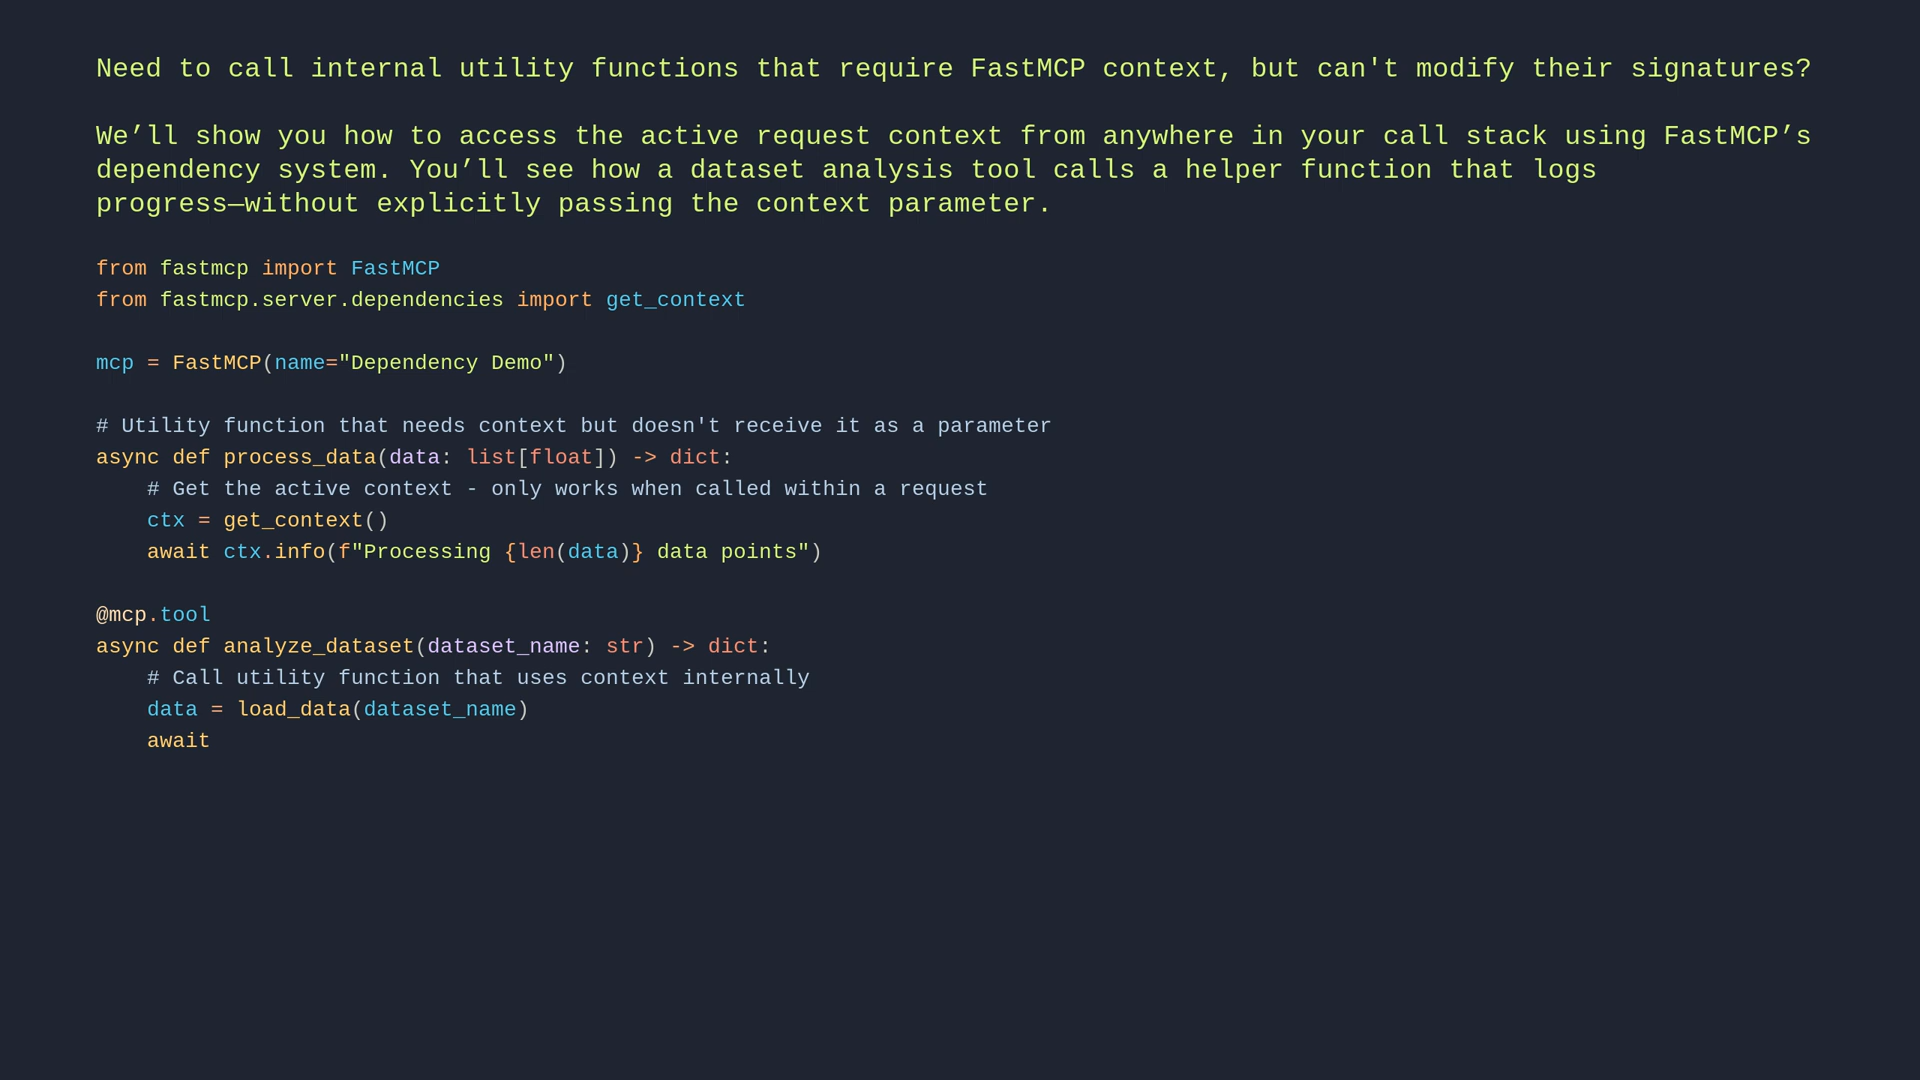 Need to call internal utility functions that require FastMCP context, but can't modify their signatures?
We’ll show you how to access the active request context from anywhere in your call stack using FastMCP’s
dependency system. You’ll see how a dataset analysis tool calls a helper function that logs
progress—without explicitly passing the context parameter.
from fastmcp import FastMCP
from fastmcp.server.dependencies import get_context
mcp = FastMCP(name="Dependency Demo")
# Utility function that needs context but doesn't receive it as a parameter
async def process_data(data: list[float]) -> dict:
    # Get the active context - only works when called within a request
    ctx = get_context()
    await ctx.info(f"Processing {len(data)} data points")
@mcp.tool
async def analyze_dataset(dataset_name: str) -> dict:
    # Call utility function that uses context internally
    data = load_data(dataset_name)
    await